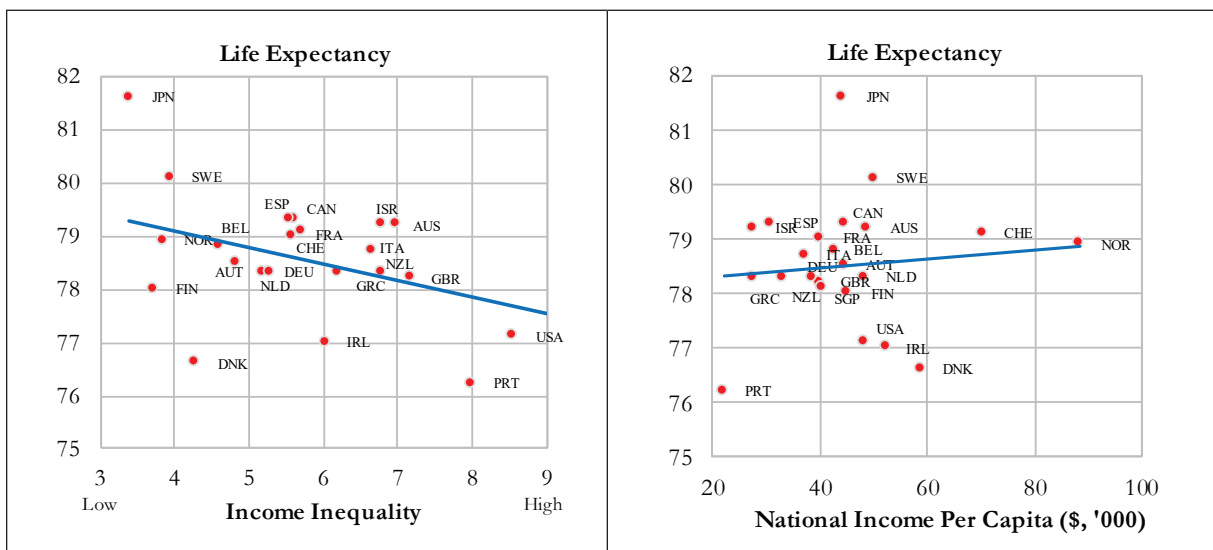 Life Expectancy
82
81
80
79
78
77
76
75
JPN
SWE
ESP CAN ISR
NOR BEL FRA AUS
CHE ITA
AUT DEU NZL
FIN NLD GRC GBR
IRL USA
DNK
PRT
3 4 5 6 7 8 9
Low High
Income Inequality
Life Expectancy
82
81
80
79
78
77
76
75
JPN
SWE
ISR ESP CAN AUS CHE
FRA NOR
ITA BEL
DEU AUT
GRC NZL GBR NLD
SGP FIN
USA
IRL
DNK
PRT
20 40 60 80 100
National Income Per Capita ($, '000)